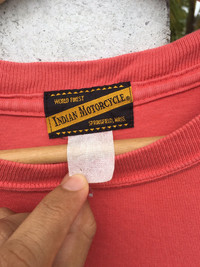 WORLD FINEST
INDIAN MOTORCYCLE®
SPRINGFIELD, MASS.